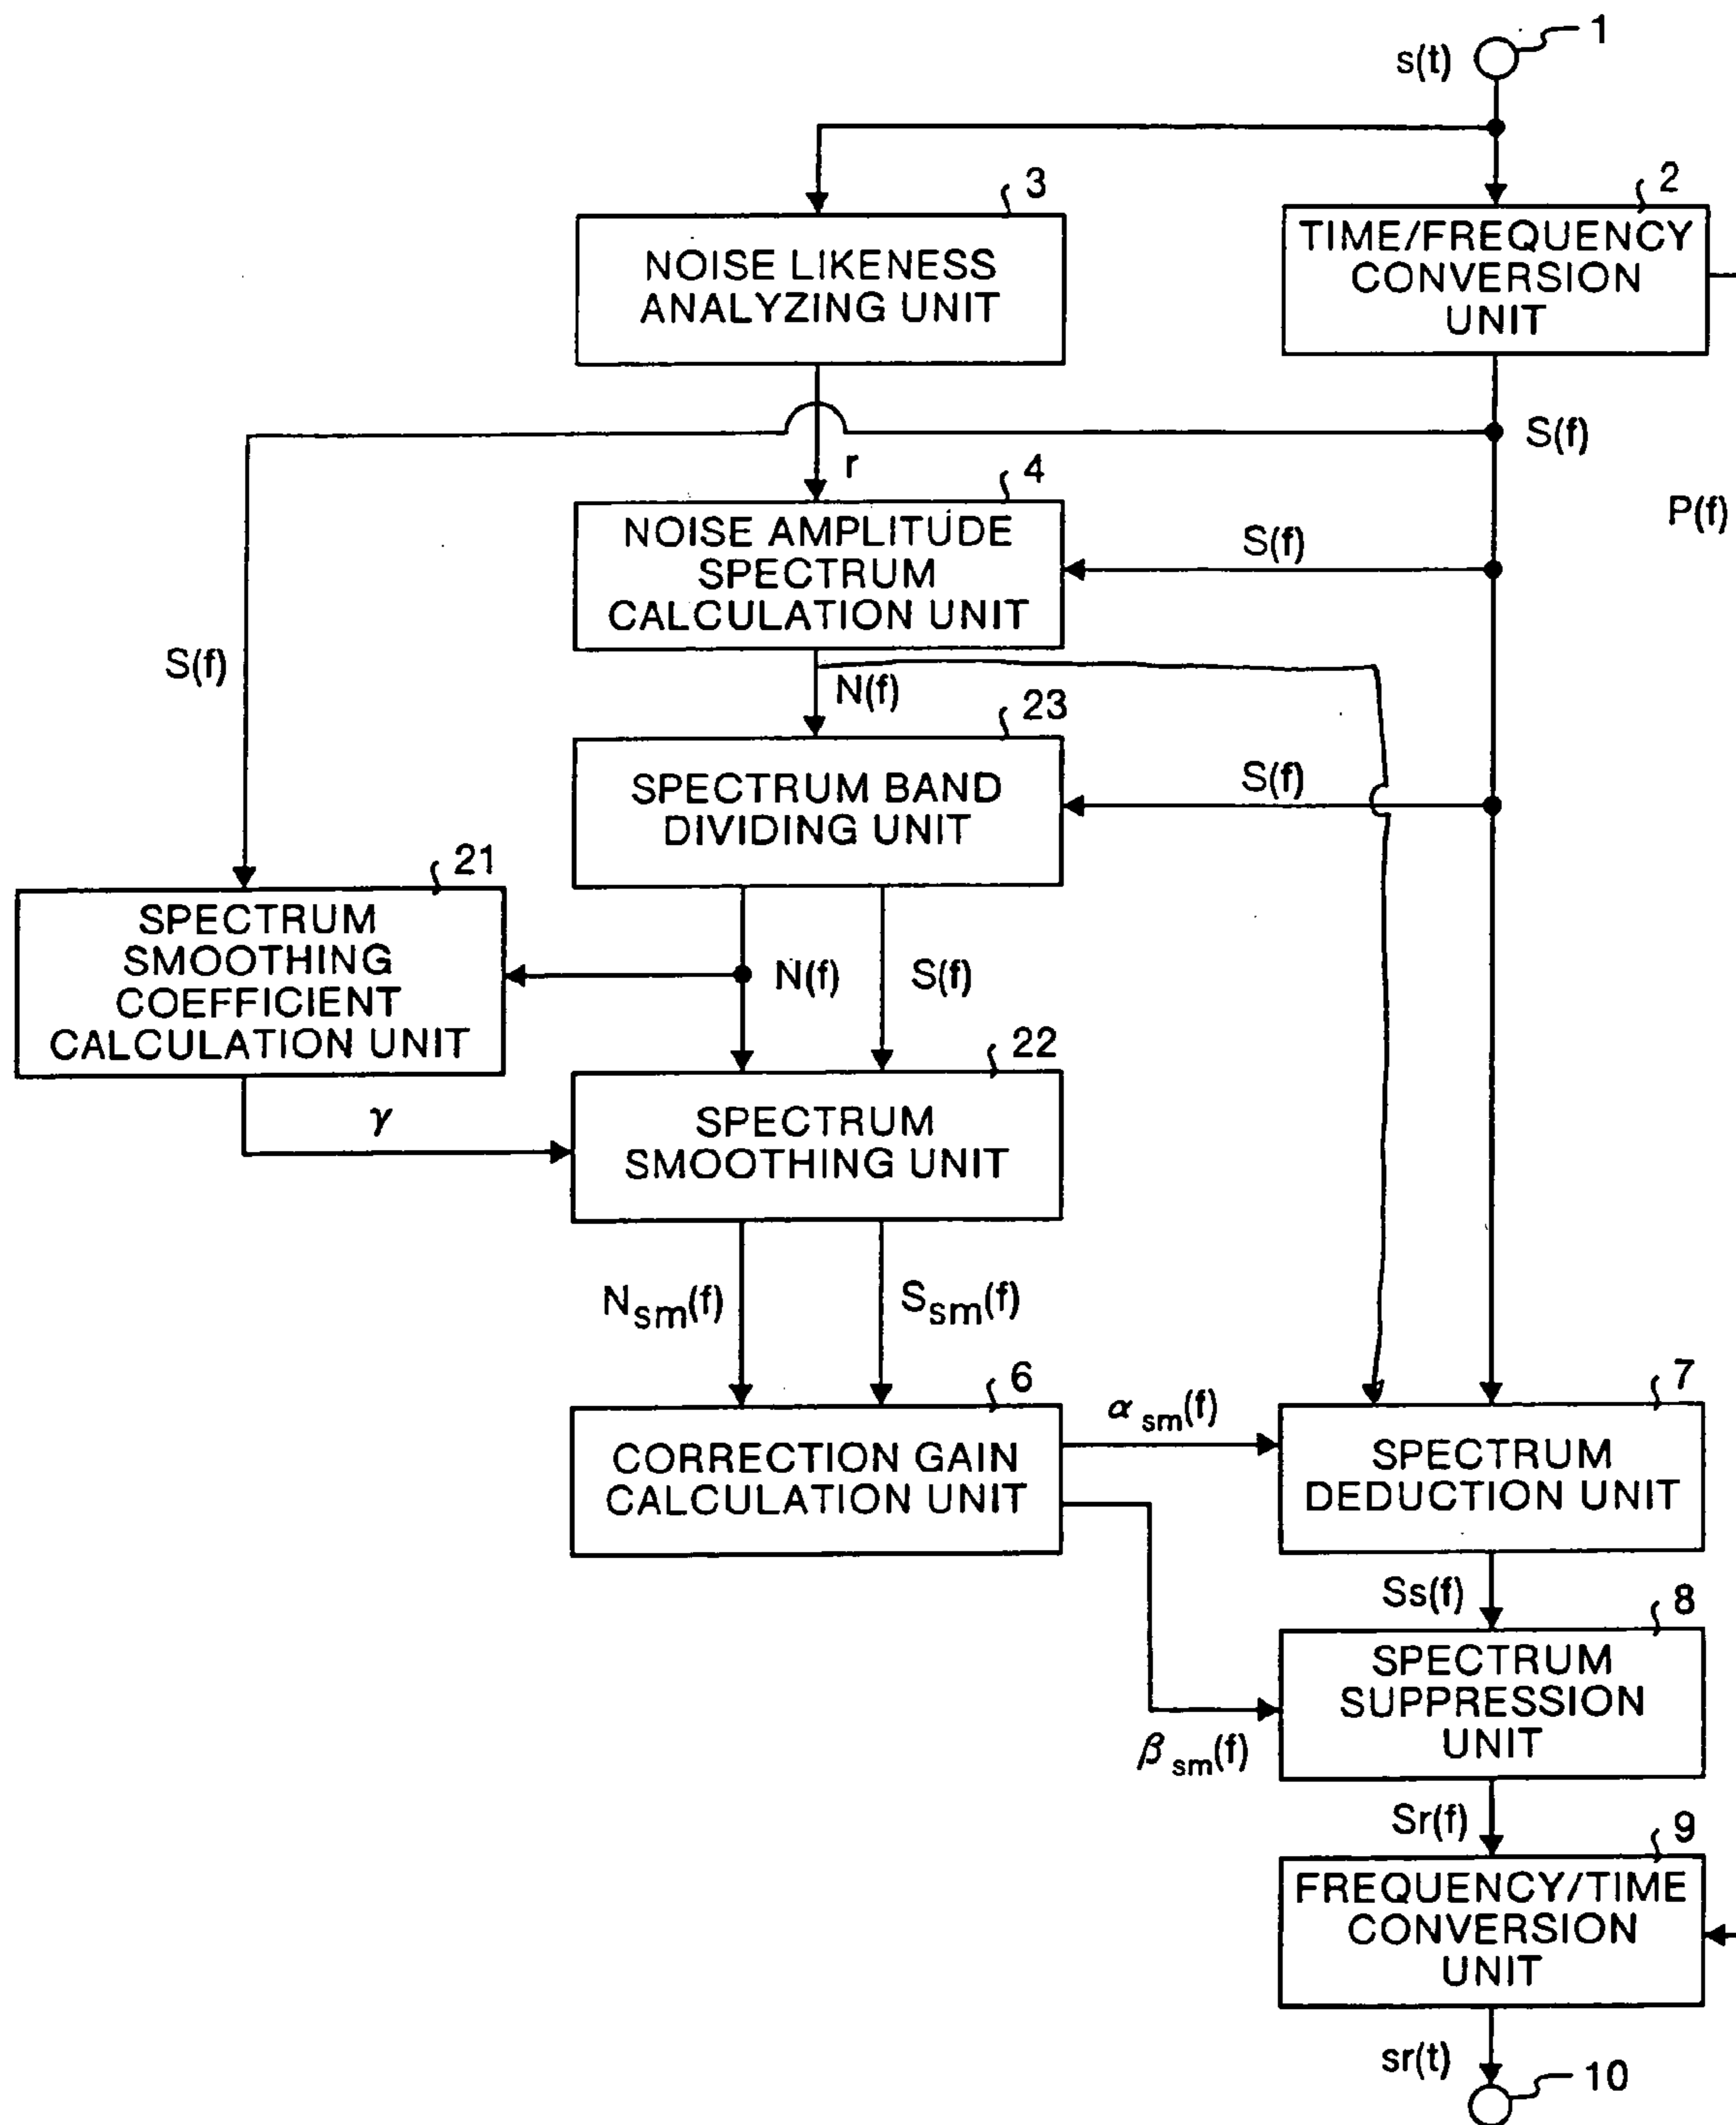 1
s(t)
3
2
NOISE LIKENESS
ANALYZING UNIT
TIME/FREQUENCY
CONVERSION
UNIT
S(f)
r
4
P(f)
NOISE AMPLITUDE
SPECTRUM
CALCULATION UNIT
S(f)
S(f)
N(f)
23
SPECTRUM BAND
DIVIDING UNIT
S(f)
21
SPECTRUM
SMOOTHING
COEFFICIENT
CALCULATION UNIT
N(f)
S(f)
22
γ
SPECTRUM
SMOOTHING UNIT
Nsm(f)
Ssm(f)
6
αsm(f)
7
CORRECTION GAIN
CALCULATION UNIT
SPECTRUM
DEDUCTION UNIT
Ss(f)
8
SPECTRUM
SUPPRESSION
UNIT
βsm(f)
Sr(f)
9
FREQUENCY/TIME
CONVERSION
UNIT
sr(t)
10